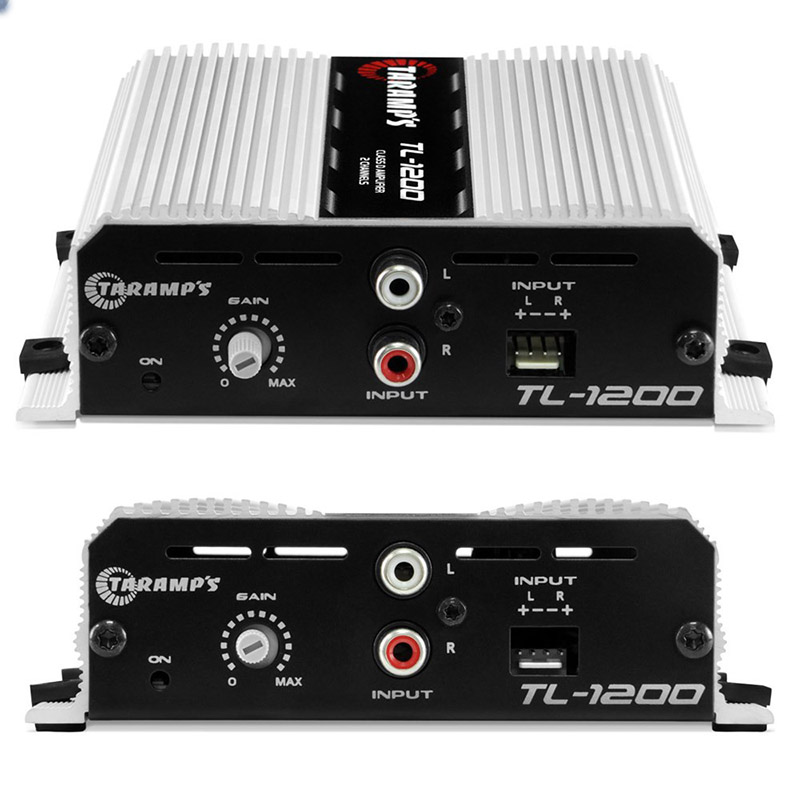 TARAMP'S
TL-1200
CLASS D AMPLIFIER
2 CHANNELS
TARAMP'S
GAIN
0 MAX
ON
L
R
INPUT
INPUT
L R
+ - - +
TL-1200
TARAMP'S
GAIN
0 MAX
ON
L
R
INPUT
INPUT
L R
+ - - +
TL-1200